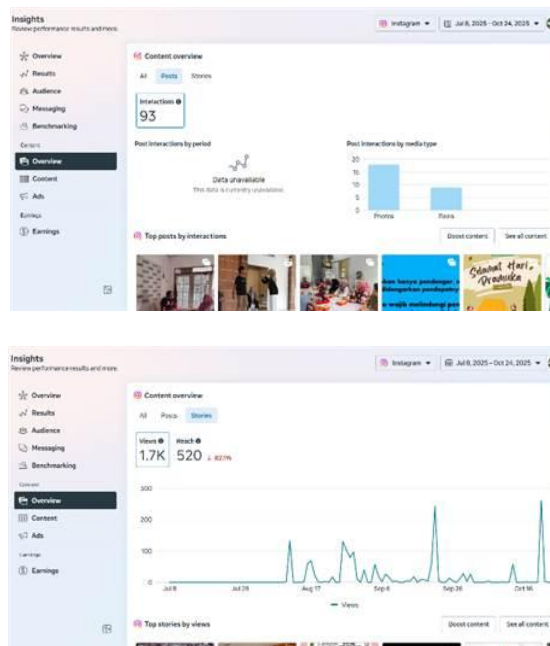 Insights
Review performance results and more.
Instagram
Jul 8, 2025 - Oct 24, 2025
Overview
Results
Audience
Messaging
Benchmarking
Content
Overview
Content
Ads
Earnings
Earnings
Content overview
All Posts Stories
Interactions
93
Post interactions by period
Data unavailable
This data is currently unavailable.
Post interactions by media type
20
15
10
5
0
Photos
Top posts by interactions
Boost content
See all content
Selamat Hari
Pramuka
Insights
Review performance results and more.
Instagram
Jul 8, 2025 - Oct 24, 2025
Overview
Results
Audience
Messaging
Benchmarking
Content
Overview
Content
Ads
Earnings
Earnings
Content overview
All Posts Stories
Views Reach
1.7K 520 ↓ 82.1%
300
200
100
0
Jul 8 Jul 28 Aug 17 Sep 6 Sep 26 Oct 16
Views
Top stories by views
Boost content
See all content